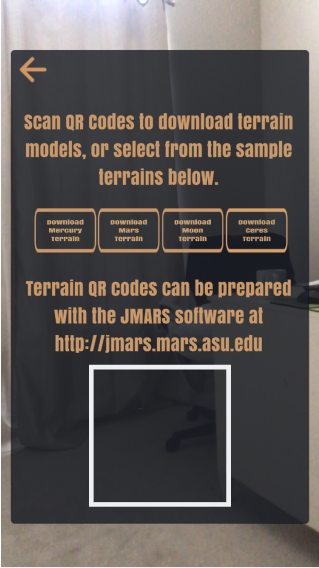 Scan QR Codes to download terrain
models, or select from the sample
terrains below.
Download Mercury Terrain
Download Mars Terrain
Download Moon Terrain
Download Ceres Terrain
Terrain QR codes can be prepared
with the JMARS software at
http://jmars.mars.asu.edu